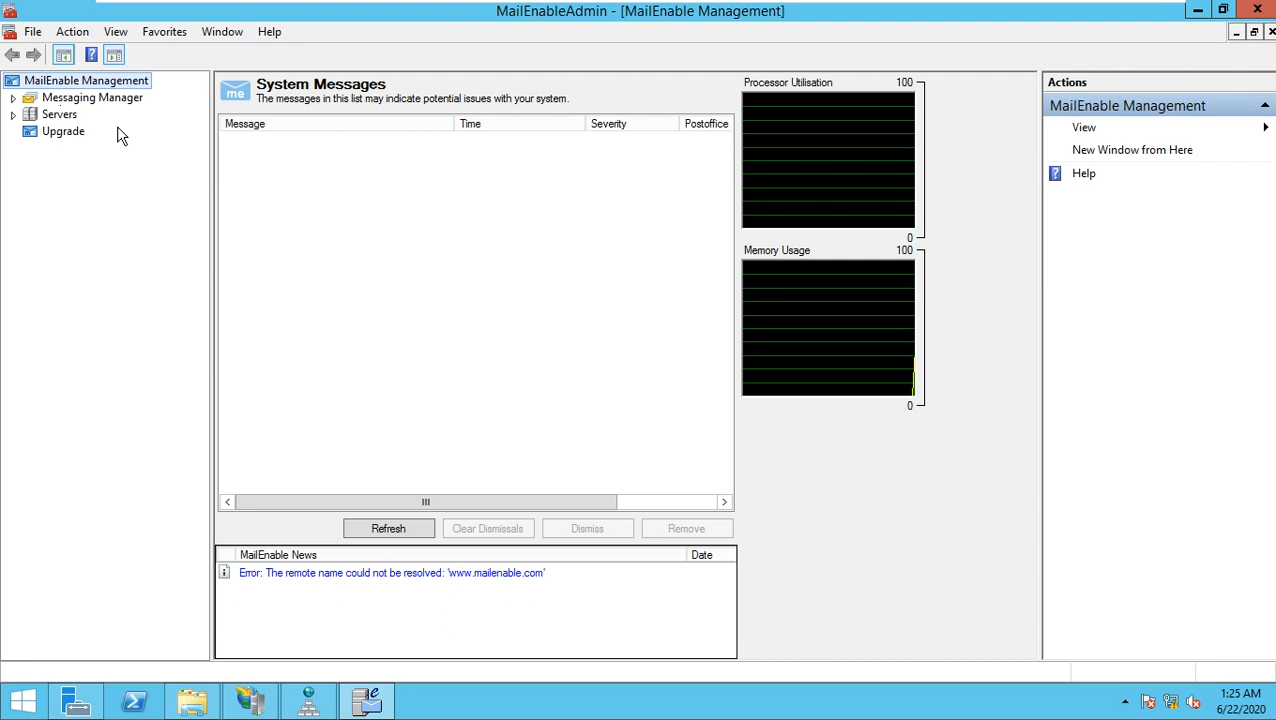 MailEnableAdmin - [MailEnable Management]
File Action View Favorites Window Help
MailEnable Management
Messaging Manager
Servers
Upgrade
me
System Messages
The messages in this list may indicate potential issues with your system.
Message Time Severity Postoffice
Refresh Clear Dismissals Dismiss Remove
MailEnable News Date
Error: The remote name could not be resolved: 'www.mailenable.com'
Processor Utilisation 100
0
Memory Usage 100
0
Actions
MailEnable Management
View
New Window from Here
Help
1:25 AM
6/22/2020